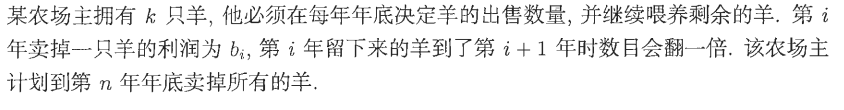 某农场主拥有 k 只羊, 他必须在每年年底决定羊的出售数量, 并继续喂养剩余的羊. 第 i
年卖掉一只羊的利润为 b_i, 第 i 年留下来的羊到了第 i + 1 年时数目会翻一倍. 该农场主
计划到第 n 年年底卖掉所有的羊.